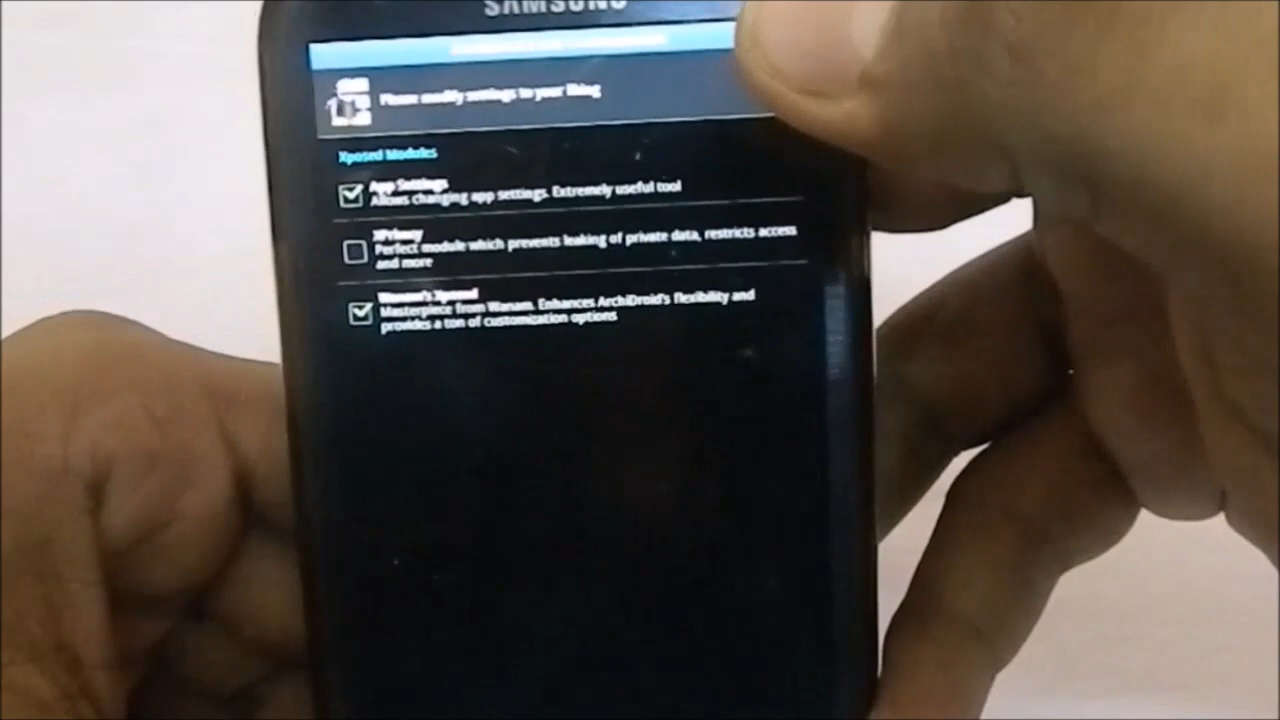 SAMSUNG
Please modify settings to your liking
Xposed Modules
App Settings
Allows changing app settings. Extremely useful tool
XPrivacy
Perfect module which prevents leaking of private data, restricts access
and more
Wanam's Xposed
Masterpiece from Wanam. Enhances ArchiDroid's flexibility and
provides a ton of customization options